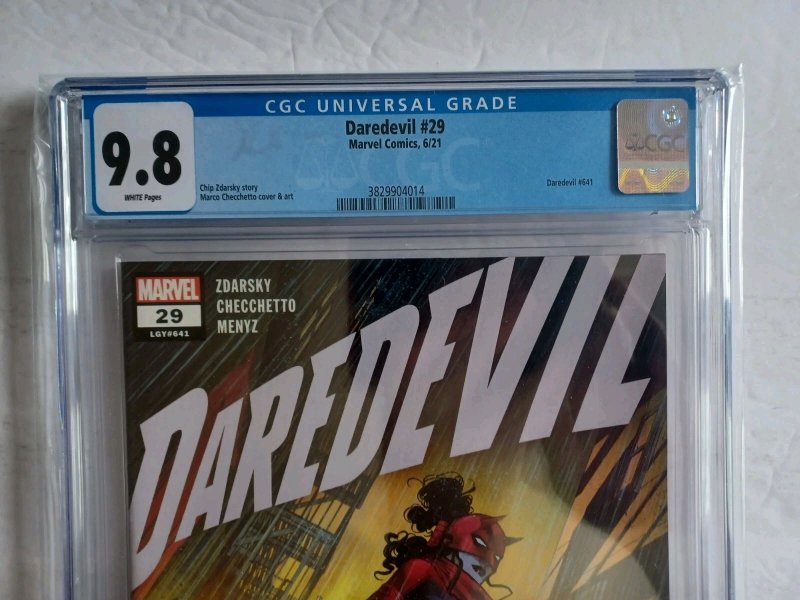 CGC UNIVERSAL GRADE
9.8
WHITE Pages
Daredevil #29
Marvel Comics, 6/21
Chip Zdarsky story
Marco Checchetto cover & art
3829904014
Daredevil #641
CGC
CGC
MARVEL
29
LGY#641
ZDARSKY
CHECCHETTO
MENYZ
DAREDEVIL